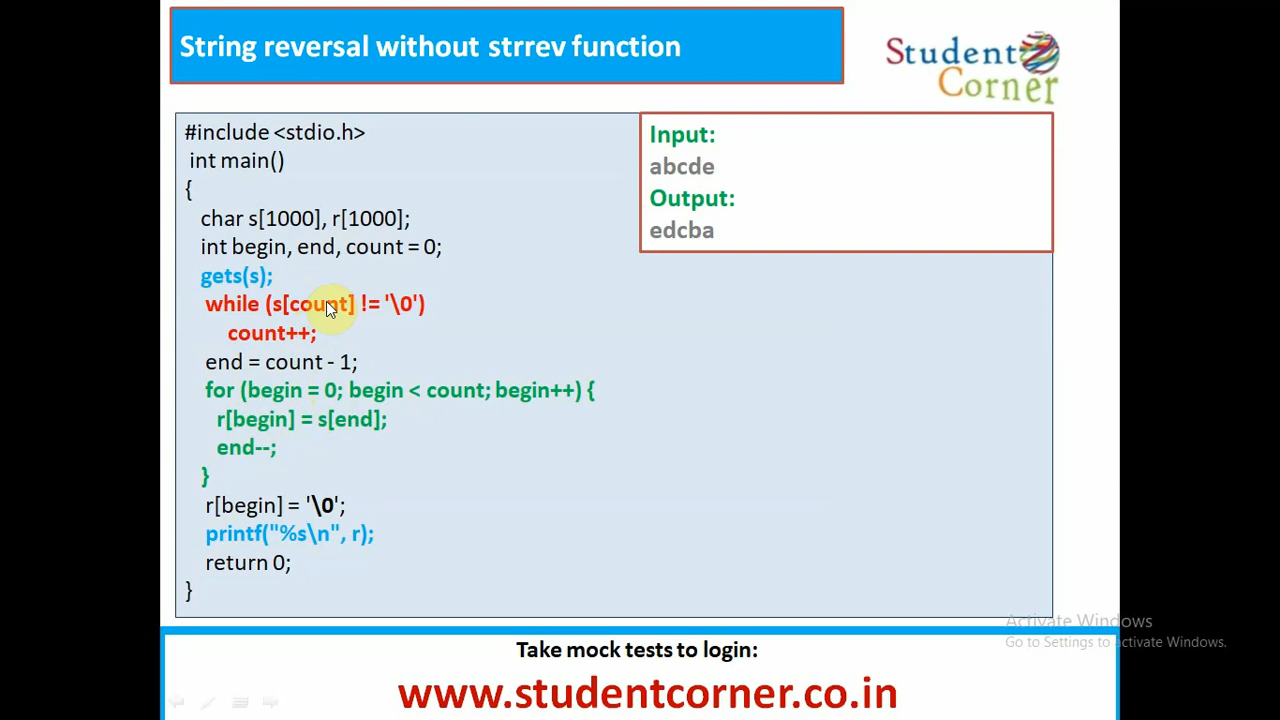 String reversal without strrev function
Student
Corner
#include <stdio.h>
int main()
{
char s[1000], r[1000];
int begin, end, count = 0;
gets(s);
while (s[count] != '\0')
count++;
end = count - 1;
for (begin = 0; begin < count; begin++) {
r[begin] = s[end];
end--;
}
r[begin] = '\0';
printf("%s\n", r);
return 0;
}
Input:
abcde
Output:
edcba
Activate Windows
Go to Settings to activate Windows.
Take mock tests to login:
www.studentcorner.co.in